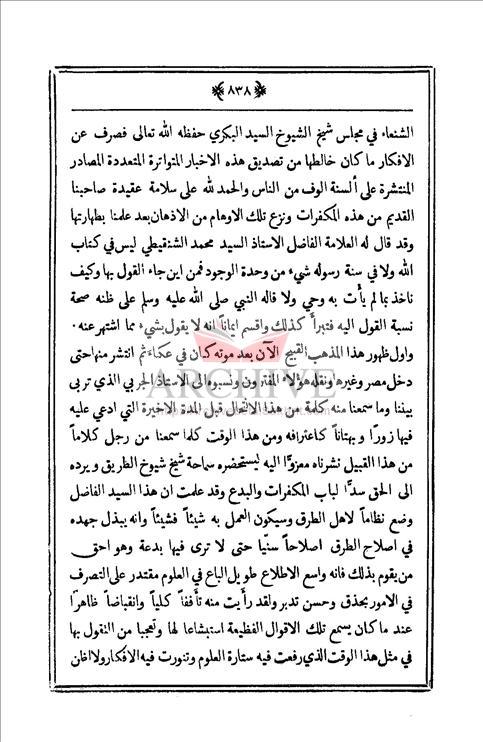 ٨٣٨
الشنعاء في مجلس شيخ الشيوخ السيد البكري حفظه الله تعالى فصرف عن
الافكار ما كان خالطها من تصديق هذه الاخبار المتواترة المتعددة المصادر
المنتشرة على ألسنة الوف من الناس والحمد لله على سلامة عقيدة صاحبنا
القديم من هذه المكفرات ونزع تلك الاوهام من الاذهان بعد علمنا بطهارتها
وقد قال له العلامة الفاضل الاستاذ السيد محمد الشنقيطي ليس في كتاب
الله ولا في سنة رسوله شيء من وحدة الوجود فمن اين جاء القول بها وكيف
ناخذ بما لم يأت به وحي ولا قاله النبي صلى الله عليه وسلم على ظنه صحة
نسبة القول اليه فتبرأ كذلك واقسم ايماناً انه لا يقول بشيء مما اشتهر عنه ٠
واول ظهور هذا المذهب القبيح الآن بعد موته كان في عكاء ثم انتشر منها حتى
دخل مصر وغيرها ونقله هؤلاء المفترون ونسبوه الى الاستاذ الجربي الذي تربى
ARCHIVE
بيننا وما سمعنا منه كلمة من هذا الانتحال قبل المدة الاخيرة التي ادعي عليه
فيها زوراً وبهتاناً كاعترافه ومن هذا الوقت كلما سمعنا من رجل كلاماً
من هذا القبيل نشرناه معزوًّا اليه ليستحضره سماحة شيخ شيوخ الطريق ويرده
الى الحق سدًّا لباب المكفرات والبدع وقد علمت ان هذا السيد الفاضل
وضع نظاماً لاهل الطرق وسيكون العمل به شيئاً فشيئاً وانه يبذل جهده
في اصلاح الطرق اصلاحاً سنّيا حتى لا ترى فيها بدعة وهو احق
من يقوم بذلك فانه واسع الاطلاع طويل الباع في العلوم مقتدر على التصرف
في الامور بحذق وحسن تدبر ولقد رأيت منه تأففاً كلياً وانقباضاً ظاهراً
عند ما كان يسمع تلك الاقوال الفظيعة استبشاعا لها وتعجبا من التقول بها
في مثل هذا الوقت الذي رفعت فيه ستارة العلوم وتنورت فيه الافكار ولا اظن